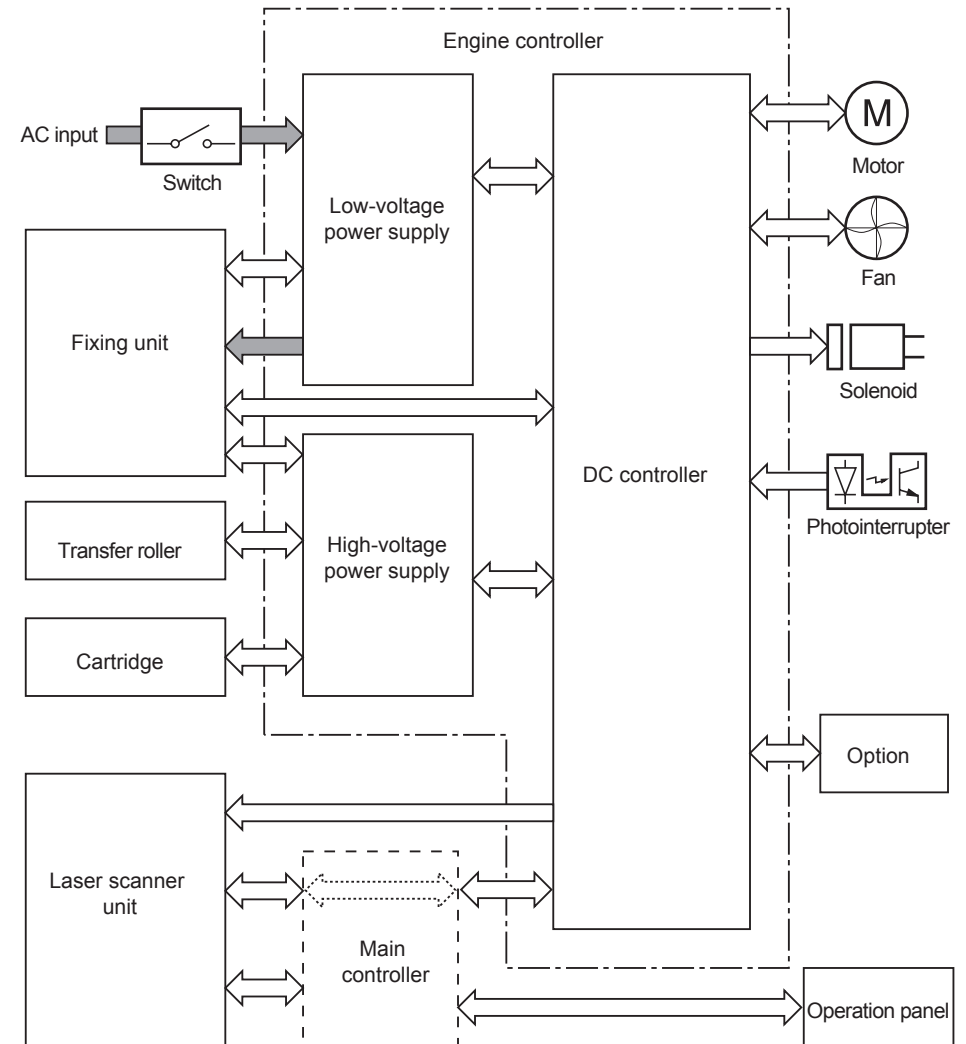 Engine controller
AC input
Switch
Low-voltage
power supply
M
Motor
Fan
Fixing unit
Solenoid
DC controller
Photointerrupter
Transfer roller
High-voltage
power supply
Cartridge
Option
Laser scanner
unit
Main
controller
Operation panel